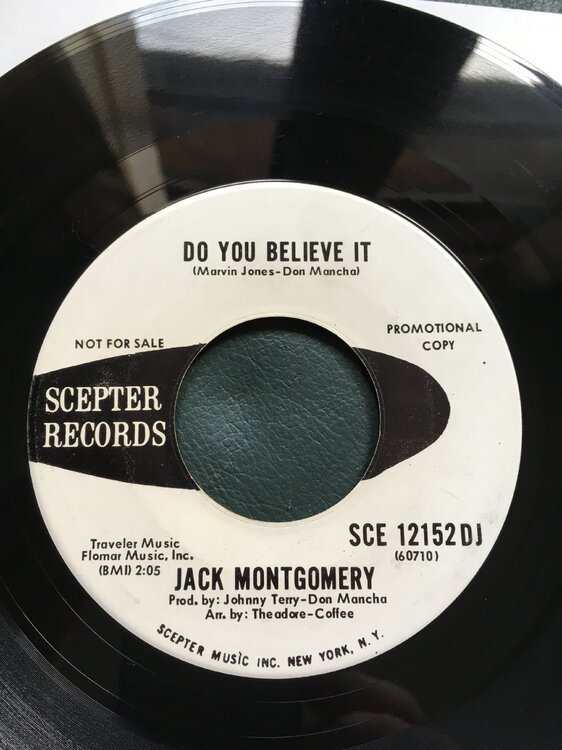 DO YOU BELIEVE IT
(Marvin Jones-Don Mancha)
NOT FOR SALE
PROMOTIONAL
COPY
SCEPTER
RECORDS
Traveler Music
Flomar Music, Inc.
(BMI) 2:05
SCE 12152DJ
(60710)
JACK MONTGOMERY
Prod. by: Johnny Terry-Don Mancha
Arr. by: Theadore-Coffee
SCEPTER MUSIC INC. NEW YORK, N.Y.